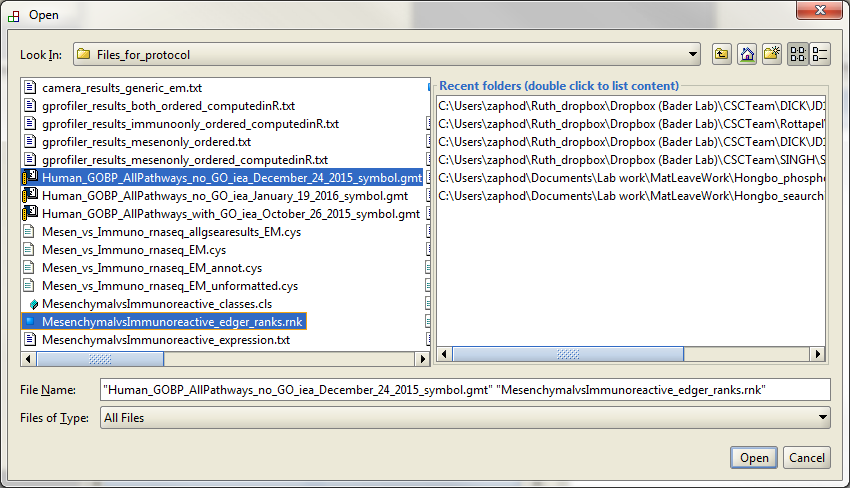 Open
Look In: Files_for_protocol
camera_results_generic_em.txt
gprofiler_results_both_ordered_computedinR.txt
gprofiler_results_immunoonly_ordered_computedinR.txt
gprofiler_results_mesenonly_ordered.txt
gprofiler_results_mesenonly_ordered_computedinR.txt
Human_GOBP_AllPathways_no_GO_iea_December_24_2015_symbol.gmt
Human_GOBP_AllPathways_no_GO_iea_January_19_2016_symbol.gmt
Human_GOBP_AllPathways_with_GO_iea_October_26_2015_symbol.gmt
Mesen_vs_Immuno_rnaseq_allgsearesults_EM.cys
Mesen_vs_Immuno_rnaseq_EM.cys
Mesen_vs_Immuno_rnaseq_EM_annot.cys
Mesen_vs_Immuno_rnaseq_EM_unformatted.cys
MesenchymalvsImmunoreactive_classes.cls
MesenchymalvsImmunoreactive_edger_ranks.rnk
MesenchymalvsImmunoreactive_expression.txt
Recent folders (double click to list content)
C:\Users\zaphod\Ruth_dropbox\Dropbox (Bader Lab)\CSCTeam\DICK\JD1
C:\Users\zaphod\Ruth_dropbox\Dropbox (Bader Lab)\CSCTeam\Rottapel\
C:\Users\zaphod\Ruth_dropbox\Dropbox (Bader Lab)\CSCTeam\DICK\JD1
C:\Users\zaphod\Ruth_dropbox\Dropbox (Bader Lab)\CSCTeam\SINGH\S
C:\Users\zaphod\Documents\Lab work\MatLeaveWork\Hongbo_phosphe
C:\Users\zaphod\Documents\Lab work\MatLeaveWork\Hongbo_seaurch
File Name: "Human_GOBP_AllPathways_no_GO_iea_December_24_2015_symbol.gmt" "MesenchymalvsImmunoreactive_edger_ranks.rnk"
Files of Type: All Files
Open Cancel